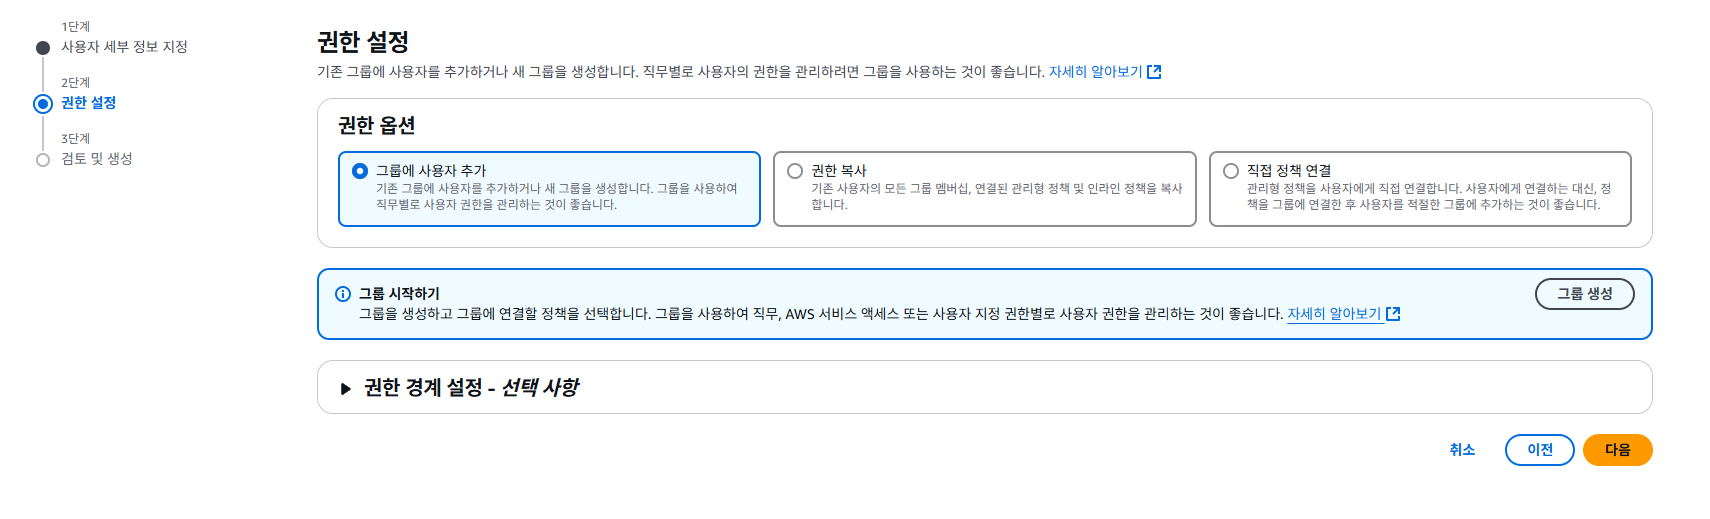 1단계
사용자 세부 정보 지정
2단계
권한 설정
3단계
검토 및 생성
권한 설정
기존 그룹에 사용자를 추가하거나 새 그룹을 생성합니다. 직무별로 사용자의 권한을 관리하려면 그룹을 사용하는 것이 좋습니다. 자세히 알아보기
권한 옵션
그룹에 사용자 추가
기존 그룹에 사용자를 추가하거나 새 그룹을 생성합니다. 그룹을 사용하여
직무별로 사용자 권한을 관리하는 것이 좋습니다.
권한 복사
기존 사용자의 모든 그룹 멤버십, 연결된 관리형 정책 및 인라인 정책을 복사
합니다.
직접 정책 연결
관리형 정책을 사용자에게 직접 연결합니다. 사용자에게 연결하는 대신, 정
책을 그룹에 연결한 후 사용자를 적절한 그룹에 추가하는 것이 좋습니다.
그룹 시작하기
그룹을 생성하고 그룹에 연결할 정책을 선택합니다. 그룹을 사용하여 직무, AWS 서비스 액세스 또는 사용자 지정 권한별로 사용자 권한을 관리하는 것이 좋습니다. 자세히 알아보기
그룹 생성
권한 경계 설정 - 선택 사항
취소
이전
다음